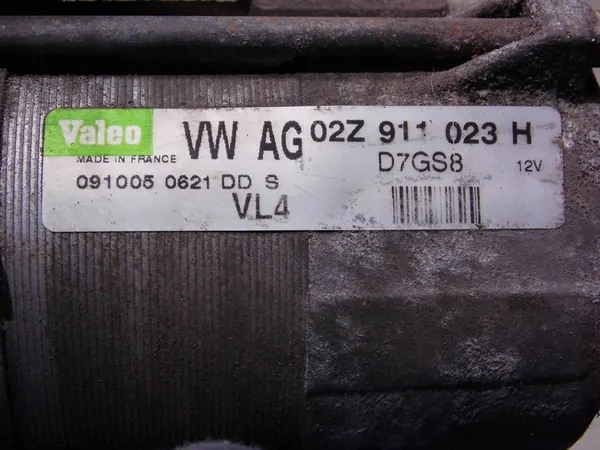 Valeo VW AG 02Z 911 023 H
MADE IN FRANCE D7GS8 12V
091005 0621 DD S
VL4